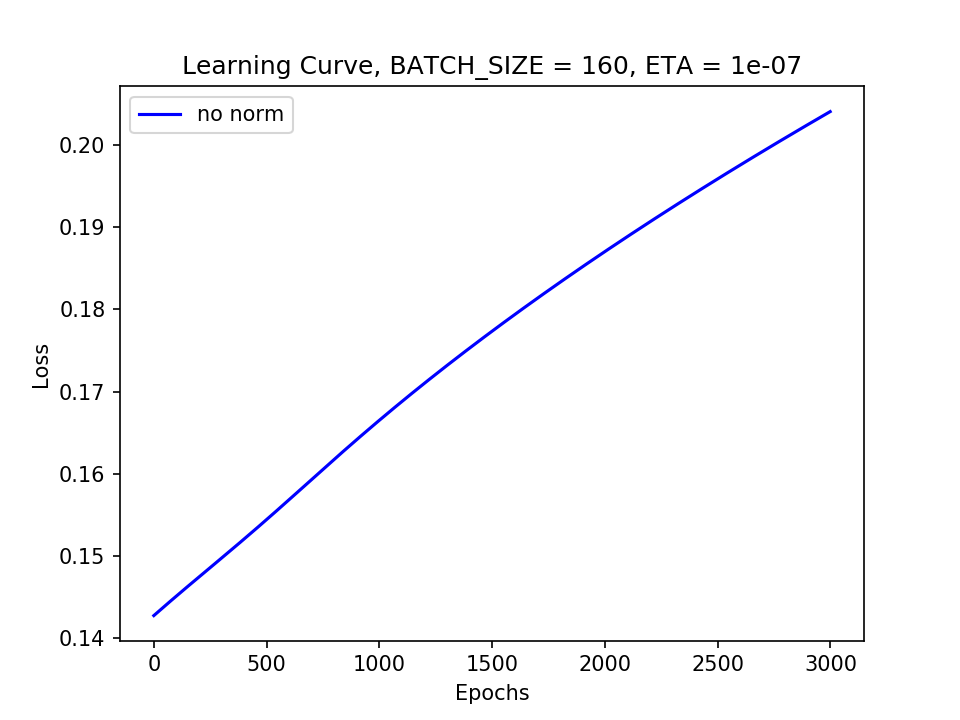 Learning Curve, BATCH_SIZE = 160, ETA = 1e-07
no norm
0.20
0.19
0.18
0.17
0.16
0.15
0.14
Loss
0 500 1000 1500 2000 2500 3000
Epochs